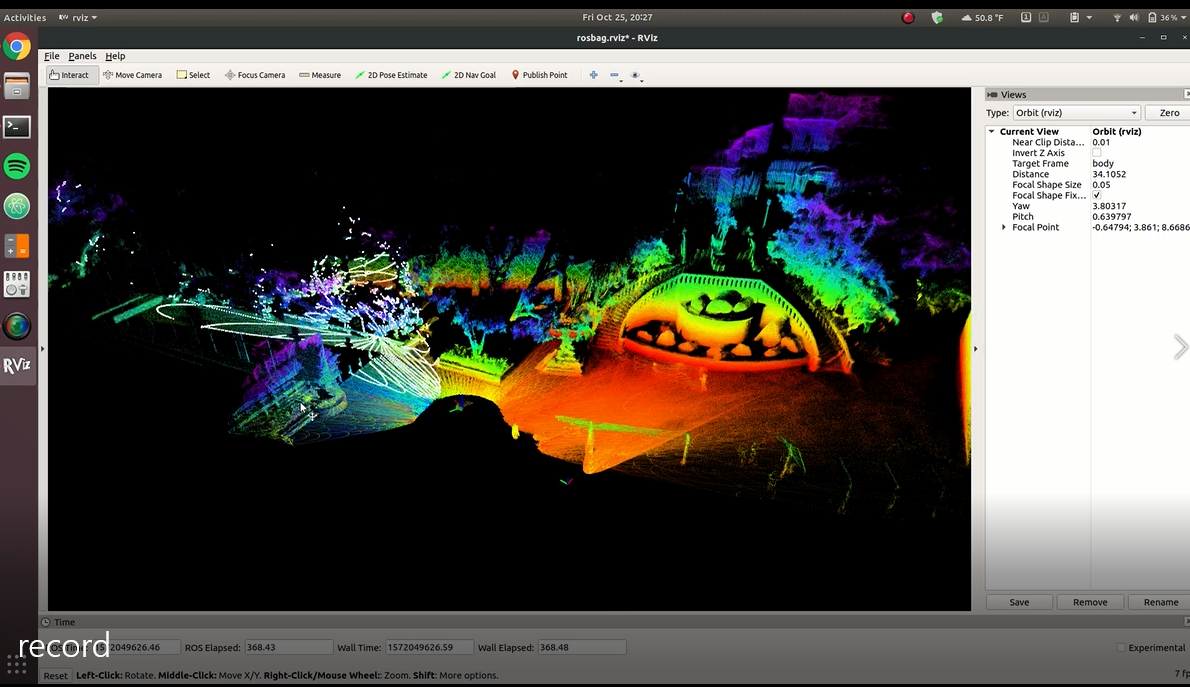 Activities rviz Fri Oct 25, 20:27 50.8 °F 1 A 36%
rosbag.rviz* - RViz
File Panels Help
Interact Move Camera Select Focus Camera Measure 2D Pose Estimate 2D Nav Goal Publish Point
Views
Type: Orbit (rviz) Zero
Current View Orbit (rviz)
Near Clip Dista... 0.01
Invert Z Axis
Target Frame body
Distance 34.1052
Focal Shape Size 0.05
Focal Shape Fix... ✓
Yaw 3.80317
Pitch 0.639797
Focal Point -0.64794; 3.861; 8.6686
RViz
Save Remove Rename
Time
record
2049626.46 ROS Elapsed: 368.43 Wall Time: 1572049626.59 Wall Elapsed: 368.48 Experimental
Reset Left-Click: Rotate. Middle-Click: Move X/Y. Right-Click/Mouse Wheel: Zoom. Shift: More options. 7 fp